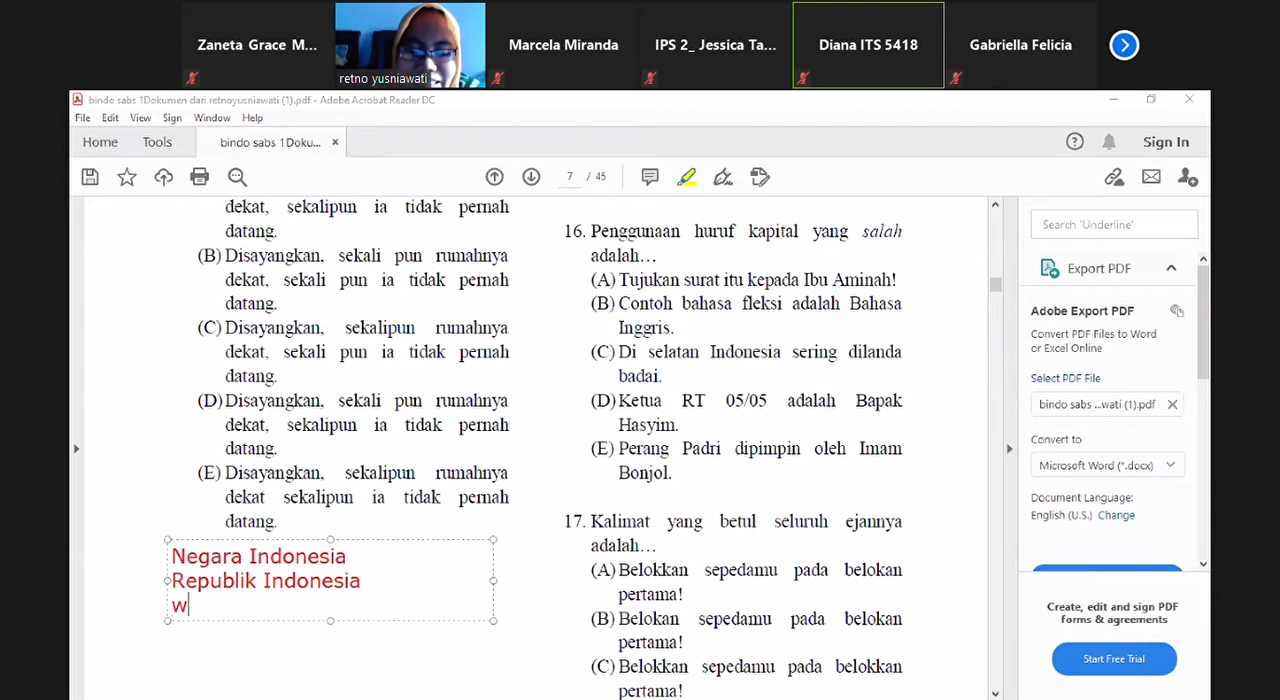 Zaneta Grace M...
retno yusniawati
Marcela Miranda
IPS 2_ Jessica Ta...
Diana ITS 5418
Gabriella Felicia
bindo sabs 1Dokumen dari retnoyusniawati (1).pdf - Adobe Acrobat Reader DC
File Edit View Sign Window Help
Home Tools bindo sabs 1Doku... × Sign In
7 / 45
dekat, sekalipun ia tidak pernah
datang.
(B) Disayangkan, sekali pun rumahnya
dekat, sekali pun ia tidak pernah
datang.
(C) Disayangkan, sekalipun rumahnya
dekat, sekali pun ia tidak pernah
datang.
(D) Disayangkan, sekali pun rumahnya
dekat, sekalipun ia tidak pernah
datang.
(E) Disayangkan, sekalipun rumahnya
dekat sekalipun ia tidak pernah
datang.
Negara Indonesia
Republik Indonesia
w
16. Penggunaan huruf kapital yang salah
adalah…
(A) Tujukan surat itu kepada Ibu Aminah!
(B) Contoh bahasa fleksi adalah Bahasa
Inggris.
(C) Di selatan Indonesia sering dilanda
badai.
(D) Ketua RT 05/05 adalah Bapak
Hasyim.
(E) Perang Padri dipimpin oleh Imam
Bonjol.
17. Kalimat yang betul seluruh ejannya
adalah…
(A) Belokkan sepedamu pada belokan
pertama!
(B) Belokan sepedamu pada belokan
pertama!
(C) Belokkan sepedamu pada belokkan
pertama!
Search 'Underline'
Export PDF
Adobe Export PDF
Convert PDF Files to Word
or Excel Online
Select PDF File
bindo sabs ...wati (1).pdf ×
Convert to
Microsoft Word (*.docx)
Document Language:
English (U.S.) Change
Create, edit and sign PDF
forms & agreements
Start Free Trial